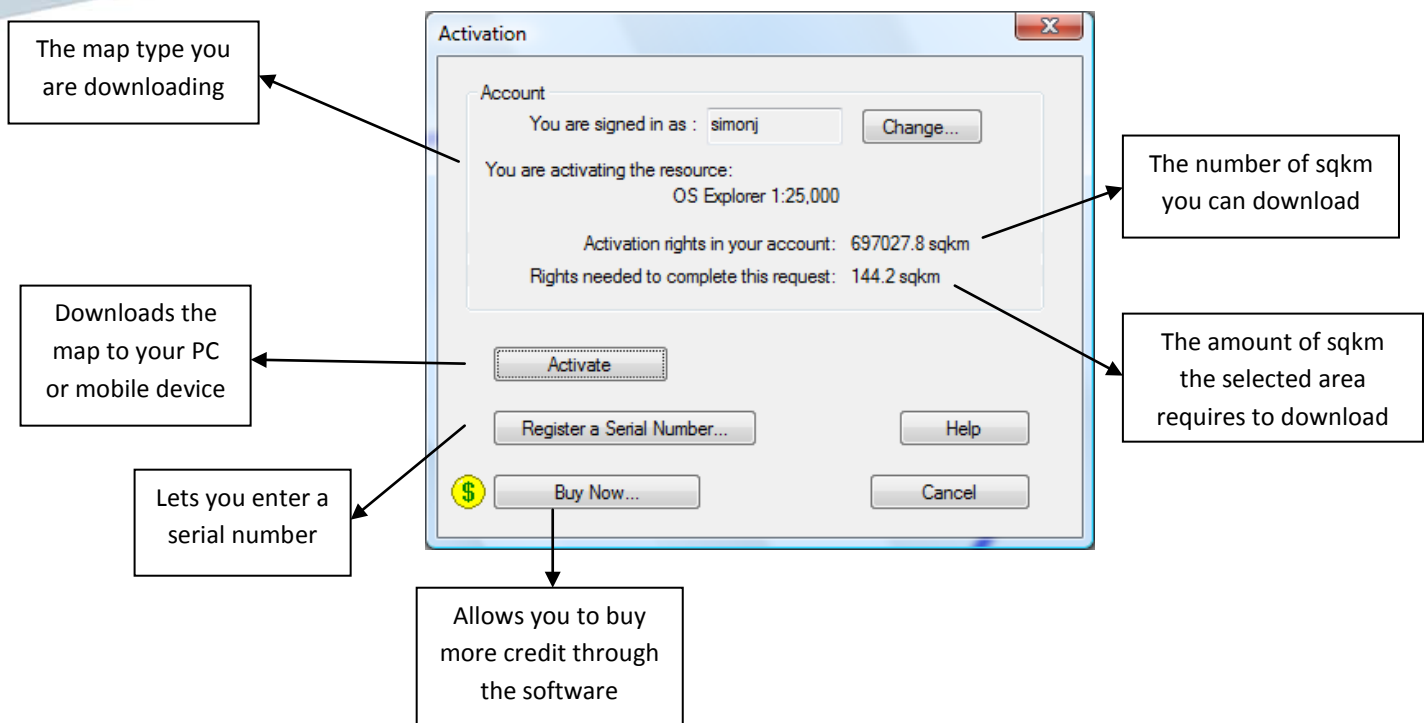 The map type you
are downloading
Activation
Account
You are signed in as : simonj Change...
You are activating the resource:
OS Explorer 1:25,000
Activation rights in your account: 697027.8 sqkm
Rights needed to complete this request: 144.2 sqkm
The number of sqkm
you can download
Downloads the
map to your PC
or mobile device
The amount of sqkm
the selected area
requires to download
Activate
Register a Serial Number... Help
$ Buy Now... Cancel
Lets you enter a
serial number
Allows you to buy
more credit through
the software